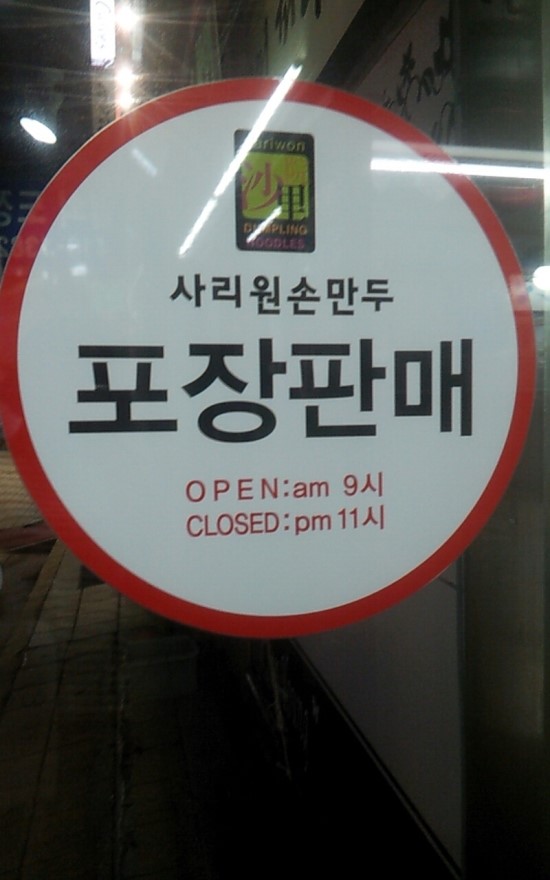 沙里
DUMPLING
NOODLES
사리원손만두
포장판매
OPEN:am 9시
CLOSED:pm 11시